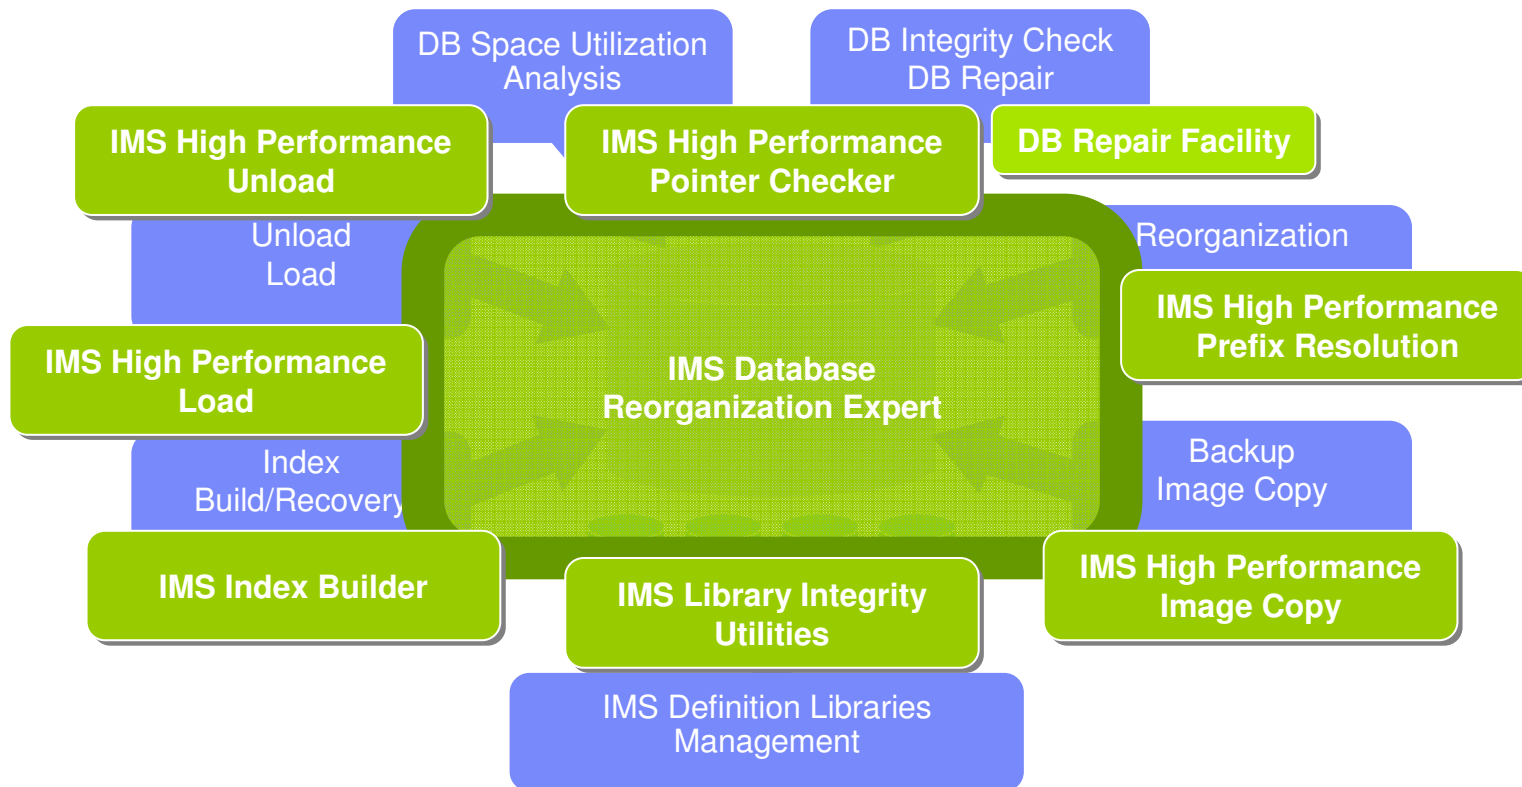 DB Space Utilization
Analysis
DB Integrity Check
DB Repair
IMS High Performance
Unload
IMS High Performance
Pointer Checker
DB Repair Facility
Unload
Load
Reorganization
IMS High Performance
Prefix Resolution
IMS High Performance
Load
IMS Database
Reorganization Expert
Index
Build/Recovery
Backup
Image Copy
IMS Index Builder
IMS Library Integrity
Utilities
IMS High Performance
Image Copy
IMS Definition Libraries
Management